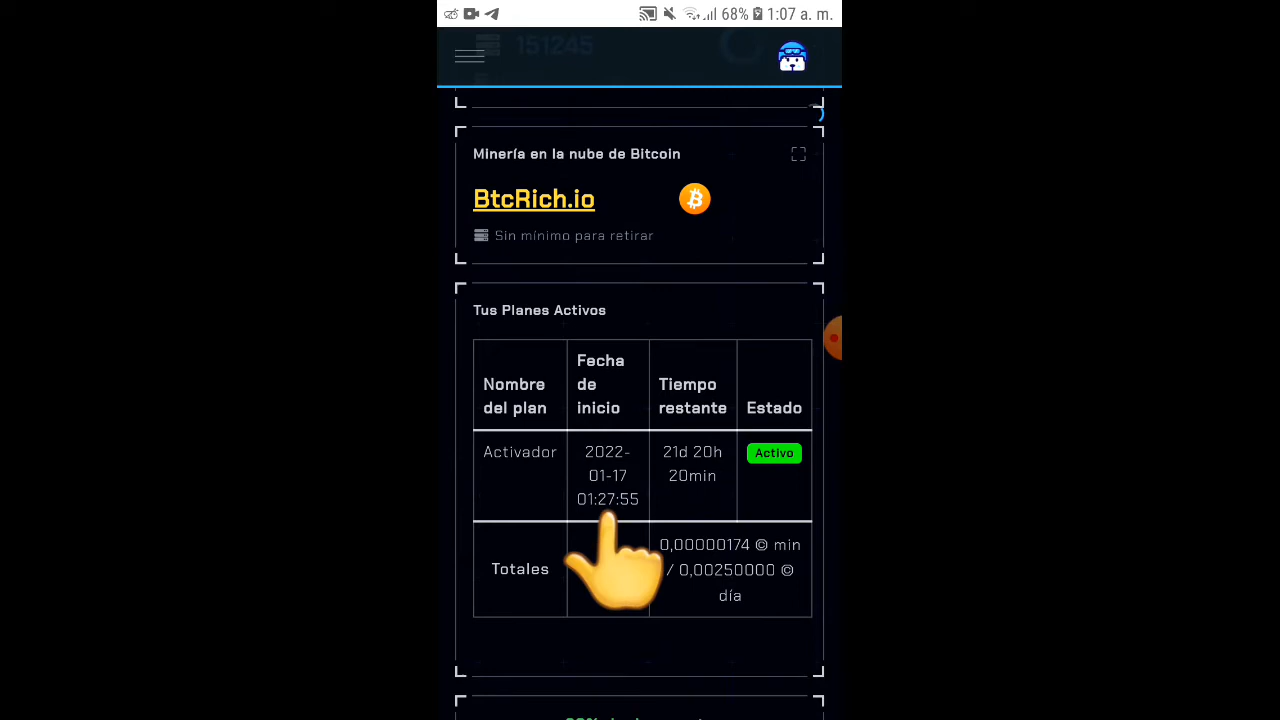 68% 1:07 a. m.
151245
Minería en la nube de Bitcoin
BtcRich.io
Sin mínimo para retirar
Tus Planes Activos
Nombre del plan
Fecha de inicio
Tiempo restante
Estado
Activador
2022-
01-17
01:27:55
21d 20h
20min
Activo
Totales
0,00000174 © min
/ 0,00250000 ©
día